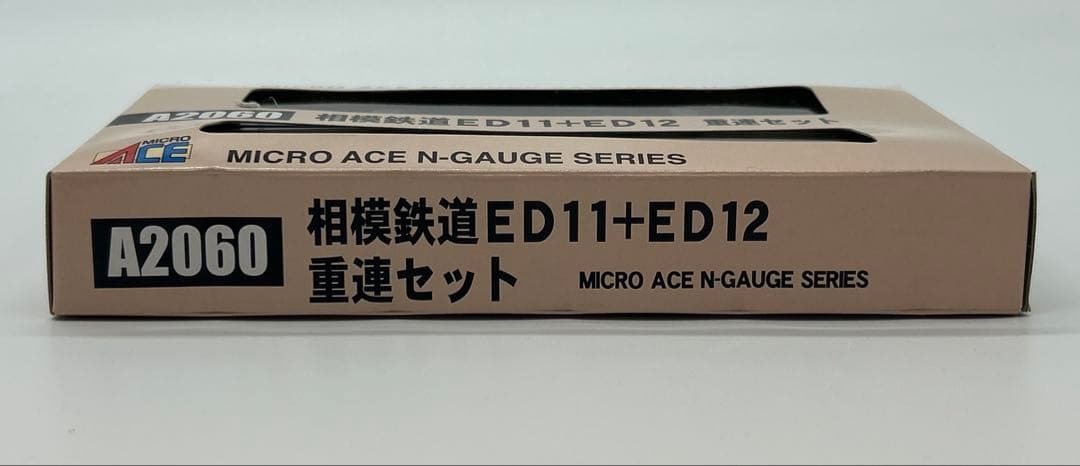 A2060 相模鉄道ED11+ED12 重連セット
MICRO ACE MICRO ACE N-GAUGE SERIES
A2060
相模鉄道ED11+ED12
重連セット MICRO ACE N-GAUGE SERIES